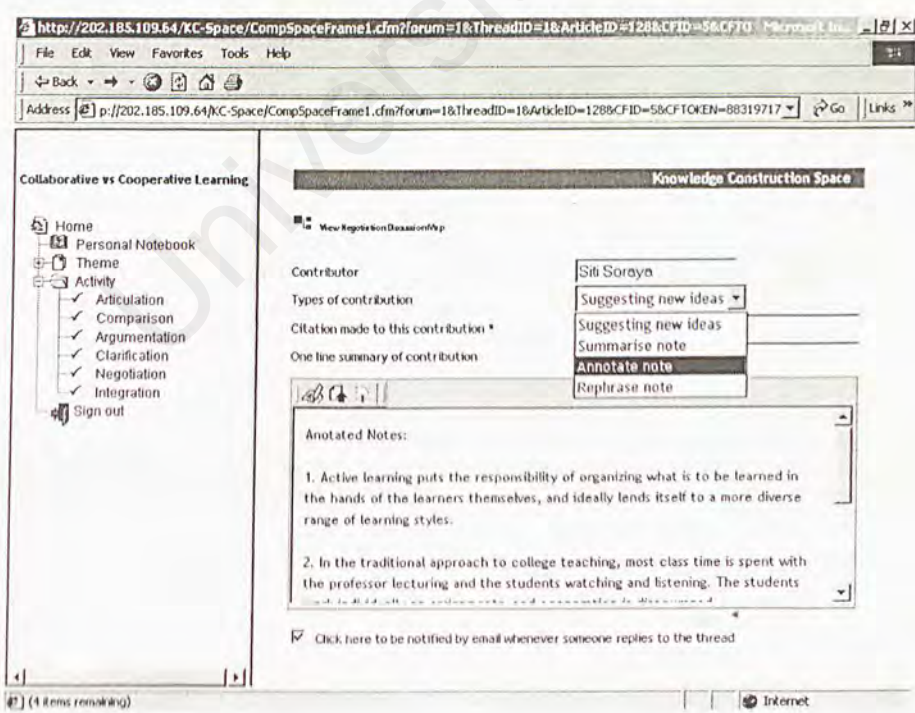 http://202.185.109.64/KC-Space/CompSpaceFrame1.cfm?forum=1&ThreadID=1&ArticleID=128&CFID=5&CFTO - Microsoft In...
File Edit View Favorites Tools Help
Back
Address p://202.185.109.64/KC-Space/CompSpaceFrame1.cfm?forum=1&ThreadID=1&ArticleID=128&CFID=5&CFTOKEN=88319717 Go Links »
Collaborative vs Cooperative Learning
Home
Personal Notebook
Theme
Activity
Articulation
Comparison
Argumentation
Clarification
Negotiation
Integration
Sign out
Knowledge Construction Space
View Negotiation Discussion Map
Contributor Siti Soraya
Types of contribution Suggesting new ideas
Citation made to this contribution *
One line summary of contribution
Suggesting new ideas
Summarise note
Annotate note
Rephrase note
Anotated Notes:
1. Active learning puts the responsibility of organizing what is to be learned in
the hands of the learners themselves, and ideally lends itself to a more diverse
range of learning styles.
2. In the traditional approach to college teaching, most class time is spent with
the professor lecturing and the students watching and listening. The students
Click here to be notified by email whenever someone replies to the thread
(4 items remaining) Internet
Universi